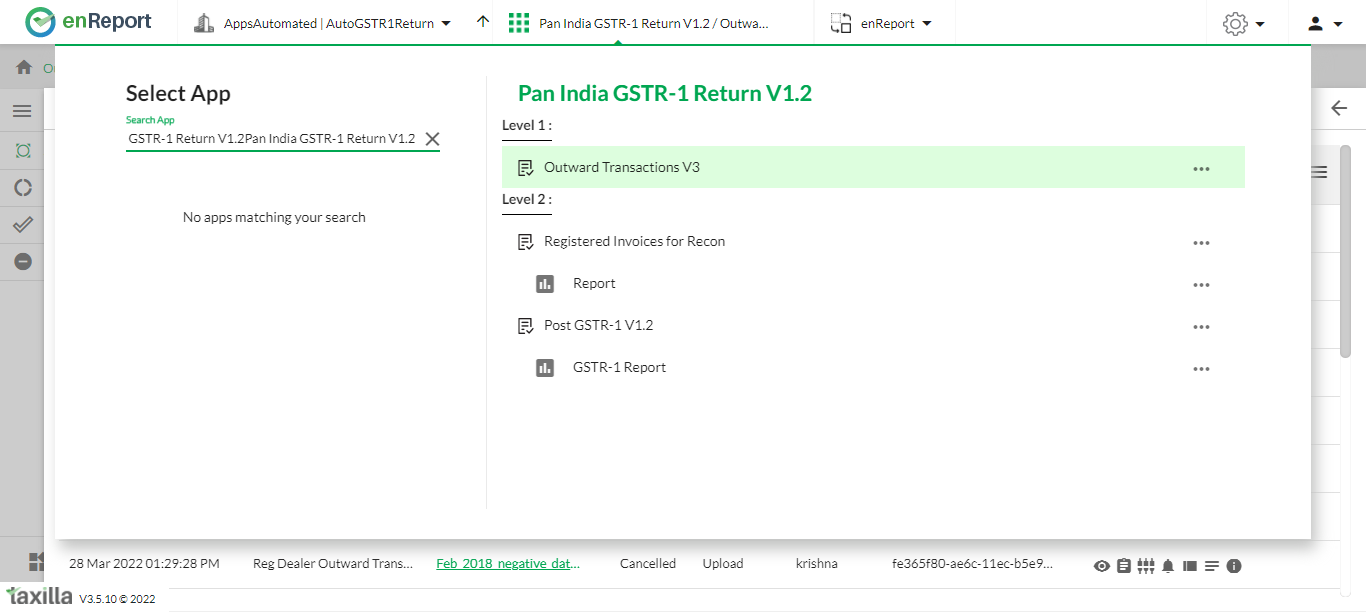 enReport
AppsAutomated | AutoGSTR1Return
Pan India GSTR-1 Return V1.2 / Outwa...
enReport
Select App
Search App
GSTR-1 Return V1.2Pan India GSTR-1 Return V1.2
No apps matching your search
Pan India GSTR-1 Return V1.2
Level 1 :
Outward Transactions V3
Level 2 :
Registered Invoices for Recon
Report
Post GSTR-1 V1.2
GSTR-1 Report
28 Mar 2022 01:29:28 PM Reg Dealer Outward Trans... Feb_2018_negative_dat... Cancelled Upload krishna fe365f80-ae6c-11ec-b5e9...
taxilla V3.5.10 © 2022